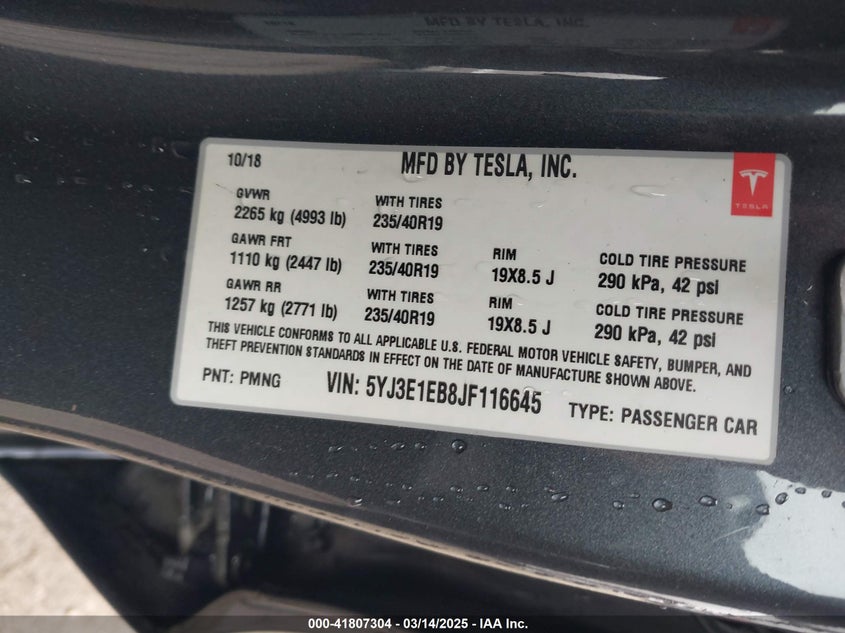 10/18
MFD BY TESLA, INC.
TESLA
GVWR
2265 kg (4993 lb)
WITH TIRES
235/40R19
GAWR FRT
1110 kg (2447 lb)
WITH TIRES
235/40R19
RIM
19X8.5 J
COLD TIRE PRESSURE
290 kPa, 42 psi
GAWR RR
1257 kg (2771 lb)
WITH TIRES
235/40R19
RIM
19X8.5 J
COLD TIRE PRESSURE
290 kPa, 42 psi
THIS VEHICLE CONFORMS TO ALL APPLICABLE U.S. FEDERAL MOTOR VEHICLE SAFETY, BUMPER, AND
THEFT PREVENTION STANDARDS IN EFFECT ON THE DATE OF MANUFACTURE SHOWN ABOVE.
PNT: PMNG
VIN: 5YJ3E1EB8JF116645
TYPE: PASSENGER CAR
000-41807304 - 03/14/2025 - IAA Inc.